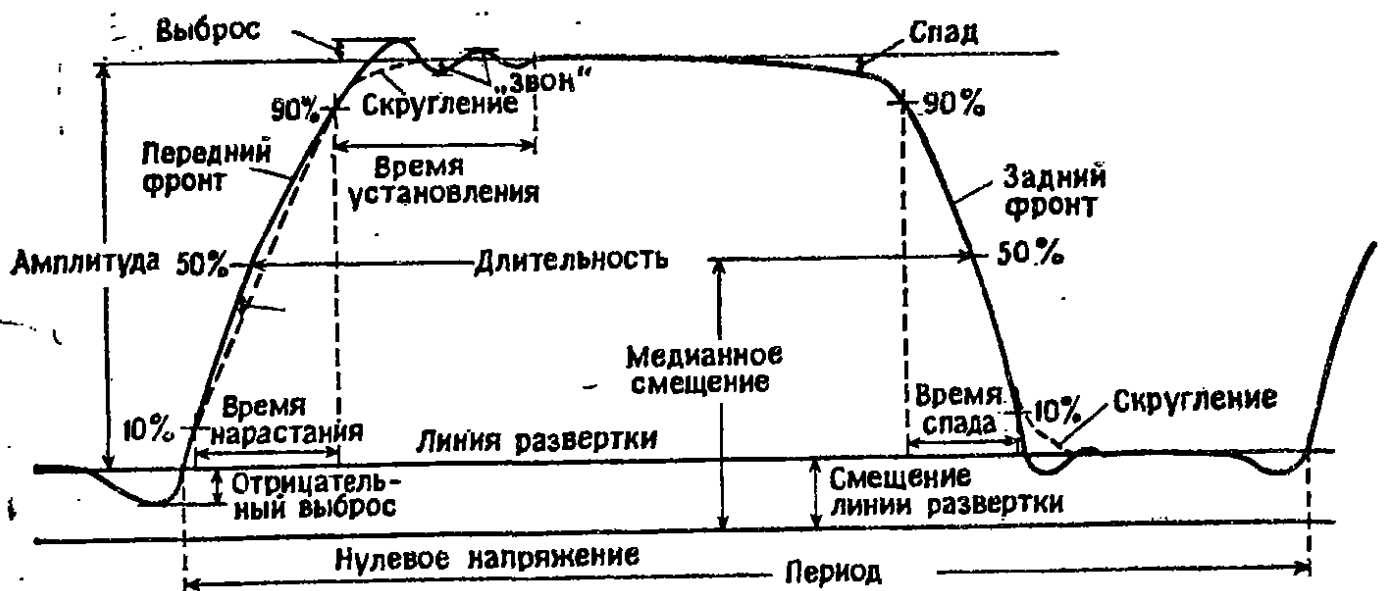 Выброс
Спад
„звон“
90%
Скругление
90%
Передний
фронт
Время
установления
Задний
фронт
Амплитуда
50%
Длительность
50%
Медианное
смещение
10%
Время
нарастания
Время
спада
10%
Скругление
Линия развертки
Отрицатель-
ный выброс
Смещение
линии развертки
Нулевое напряжение
Период